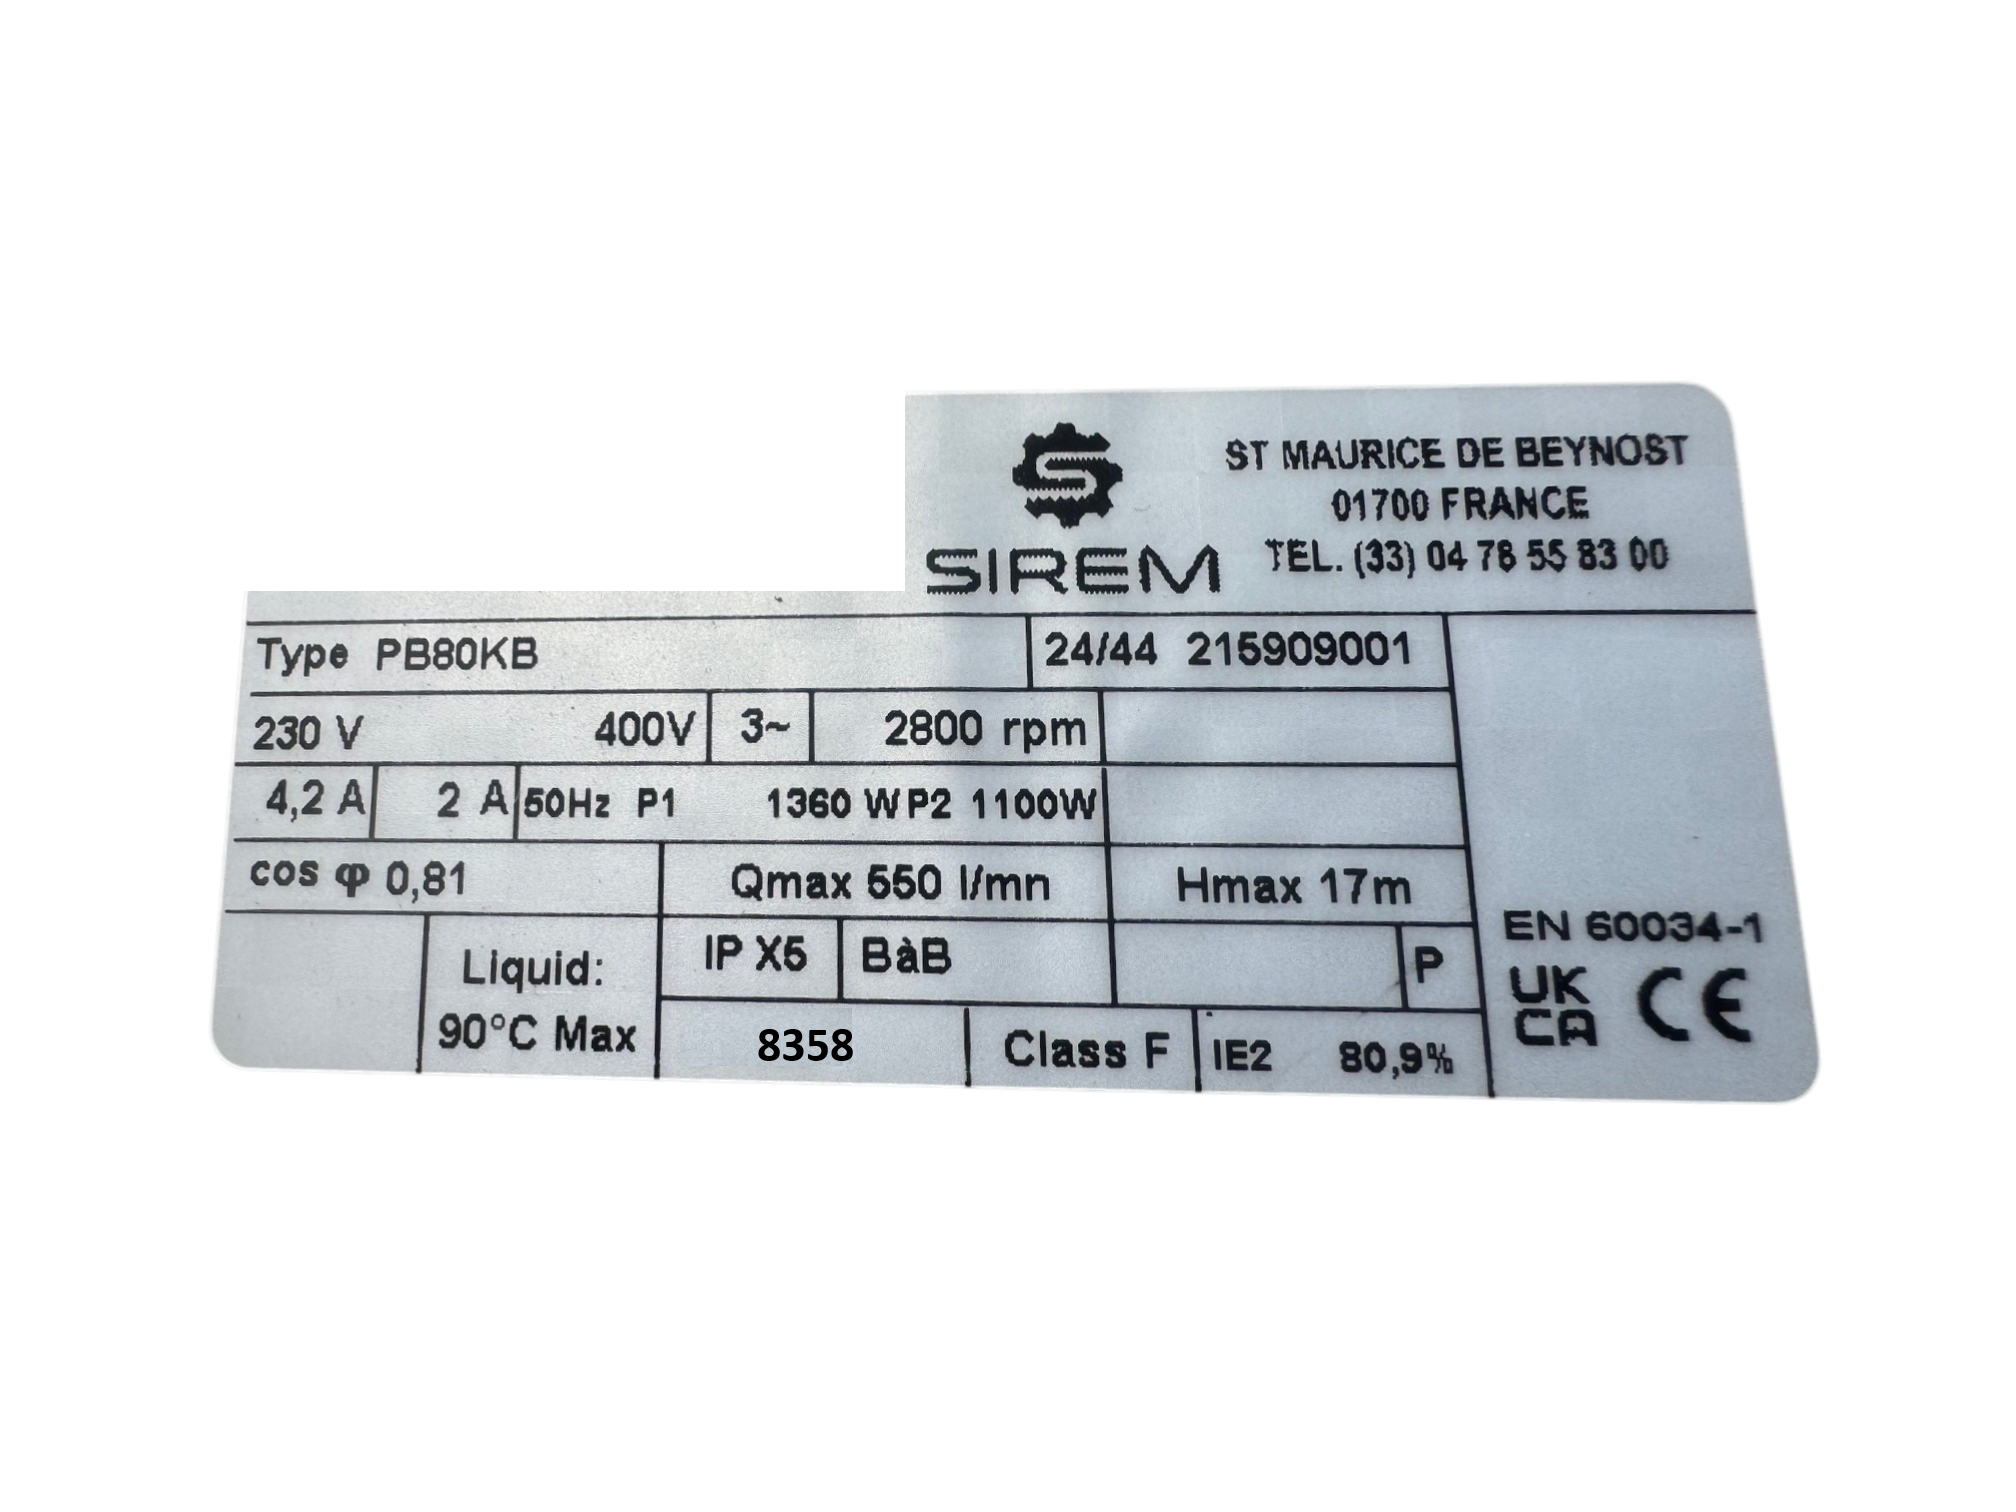 SIREM
ST MAURICE DE BEYNOST
01700 FRANCE
TEL. (33) 04 78 55 83 00
Type PB80KB 24/44 215909001
230 V 400V 3~ 2800 rpm
4,2 A 2 A 50Hz P1 1360 W P2 1100W
cos φ 0,81 Qmax 550 l/mn Hmax 17m
Liquid:
90°C Max
IP X5 BàB P
8358 Class F IE2 80,9%
EN 60034-1
UK
CA CE